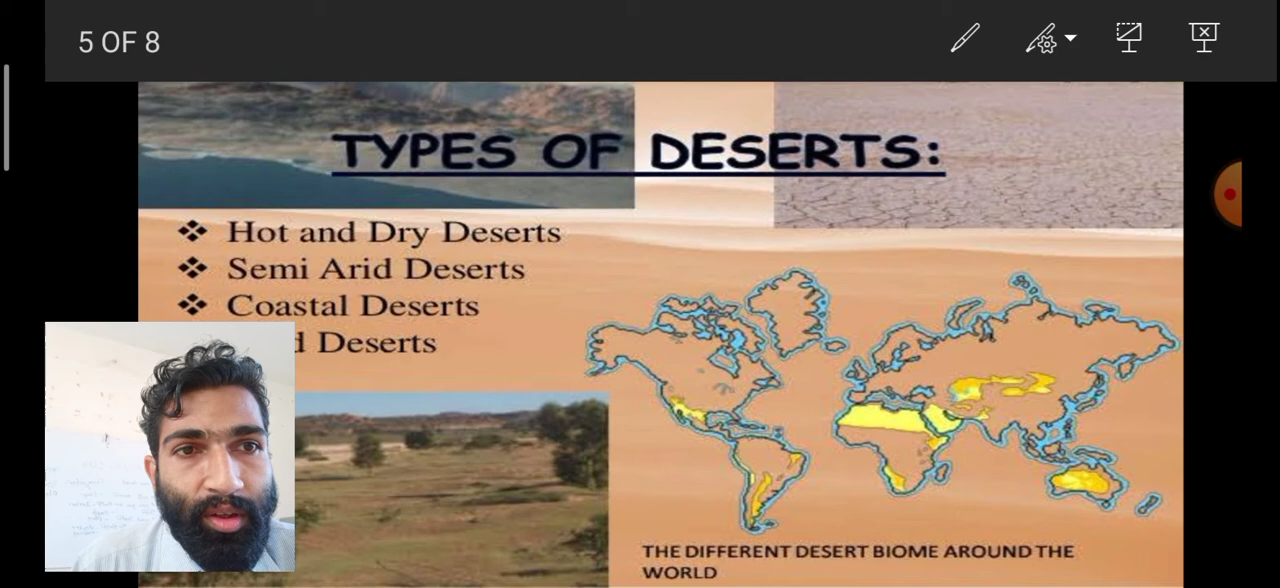 5 OF 8
TYPES OF DESERTS:
Hot and Dry Deserts
Semi Arid Deserts
Coastal Deserts
d Deserts
THE DIFFERENT DESERT BIOME AROUND THE
WORLD